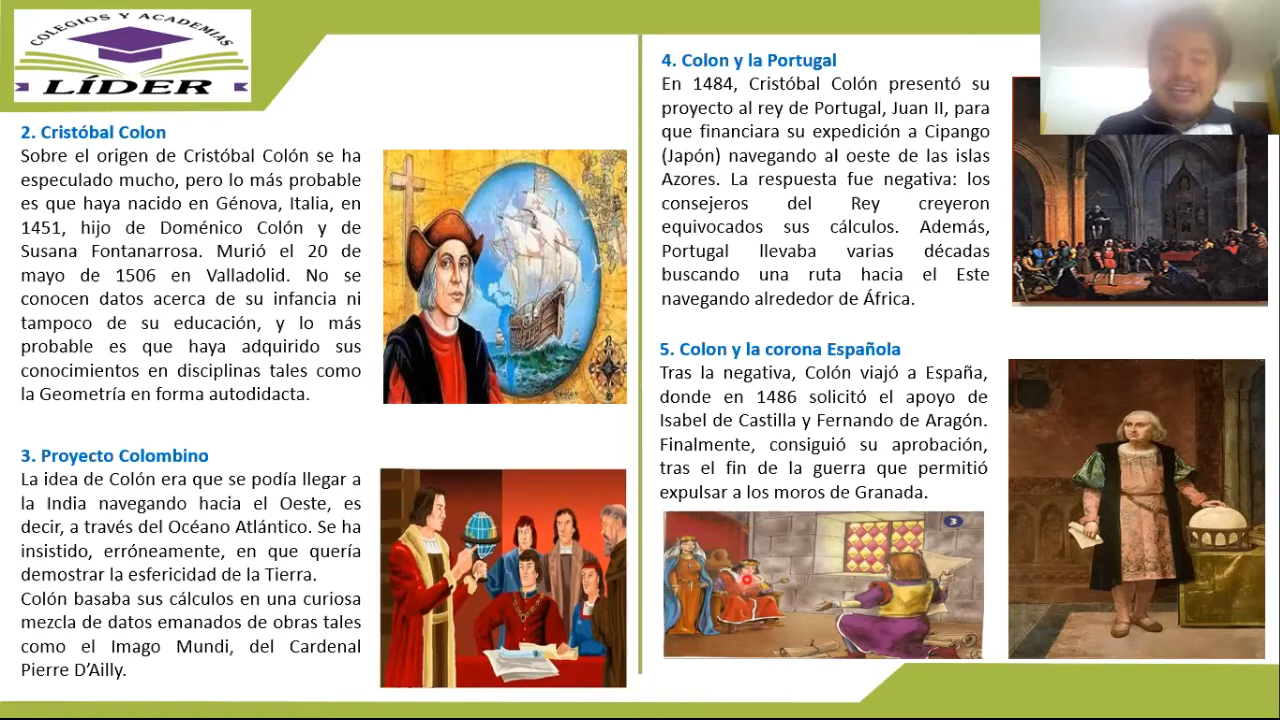 COLEGIOS Y ACADEMIAS
LÍDER
2. Cristóbal Colon
Sobre el origen de Cristóbal Colón se ha
especulado mucho, pero lo más probable
es que haya nacido en Génova, Italia, en
1451, hijo de Doménico Colón y de
Susana Fontanarrosa. Murió el 20 de
mayo de 1506 en Valladolid. No se
conocen datos acerca de su infancia ni
tampoco de su educación, y lo más
probable es que haya adquirido sus
conocimientos en disciplinas tales como
la Geometría en forma autodidacta.
3. Proyecto Colombino
La idea de Colón era que se podía llegar a
la India navegando hacia el Oeste, es
decir, a través del Océano Atlántico. Se ha
insistido, erróneamente, en que quería
demostrar la esfericidad de la Tierra.
Colón basaba sus cálculos en una curiosa
mezcla de datos emanados de obras tales
como el Imago Mundi, del Cardenal
Pierre D’Ailly.
4. Colon y la Portugal
En 1484, Cristóbal Colón presentó su
proyecto al rey de Portugal, Juan II, para
que financiara su expedición a Cipango
(Japón) navegando al oeste de las islas
Azores. La respuesta fue negativa: los
consejeros del Rey creyeron
equivocados sus cálculos. Además,
Portugal llevaba varias décadas
buscando una ruta hacia el Este
navegando alrededor de África.
5. Colon y la corona Española
Tras la negativa, Colón viajó a España,
donde en 1486 solicitó el apoyo de
Isabel de Castilla y Fernando de Aragón.
Finalmente, consiguió su aprobación,
tras el fin de la guerra que permitió
expulsar a los moros de Granada.
3